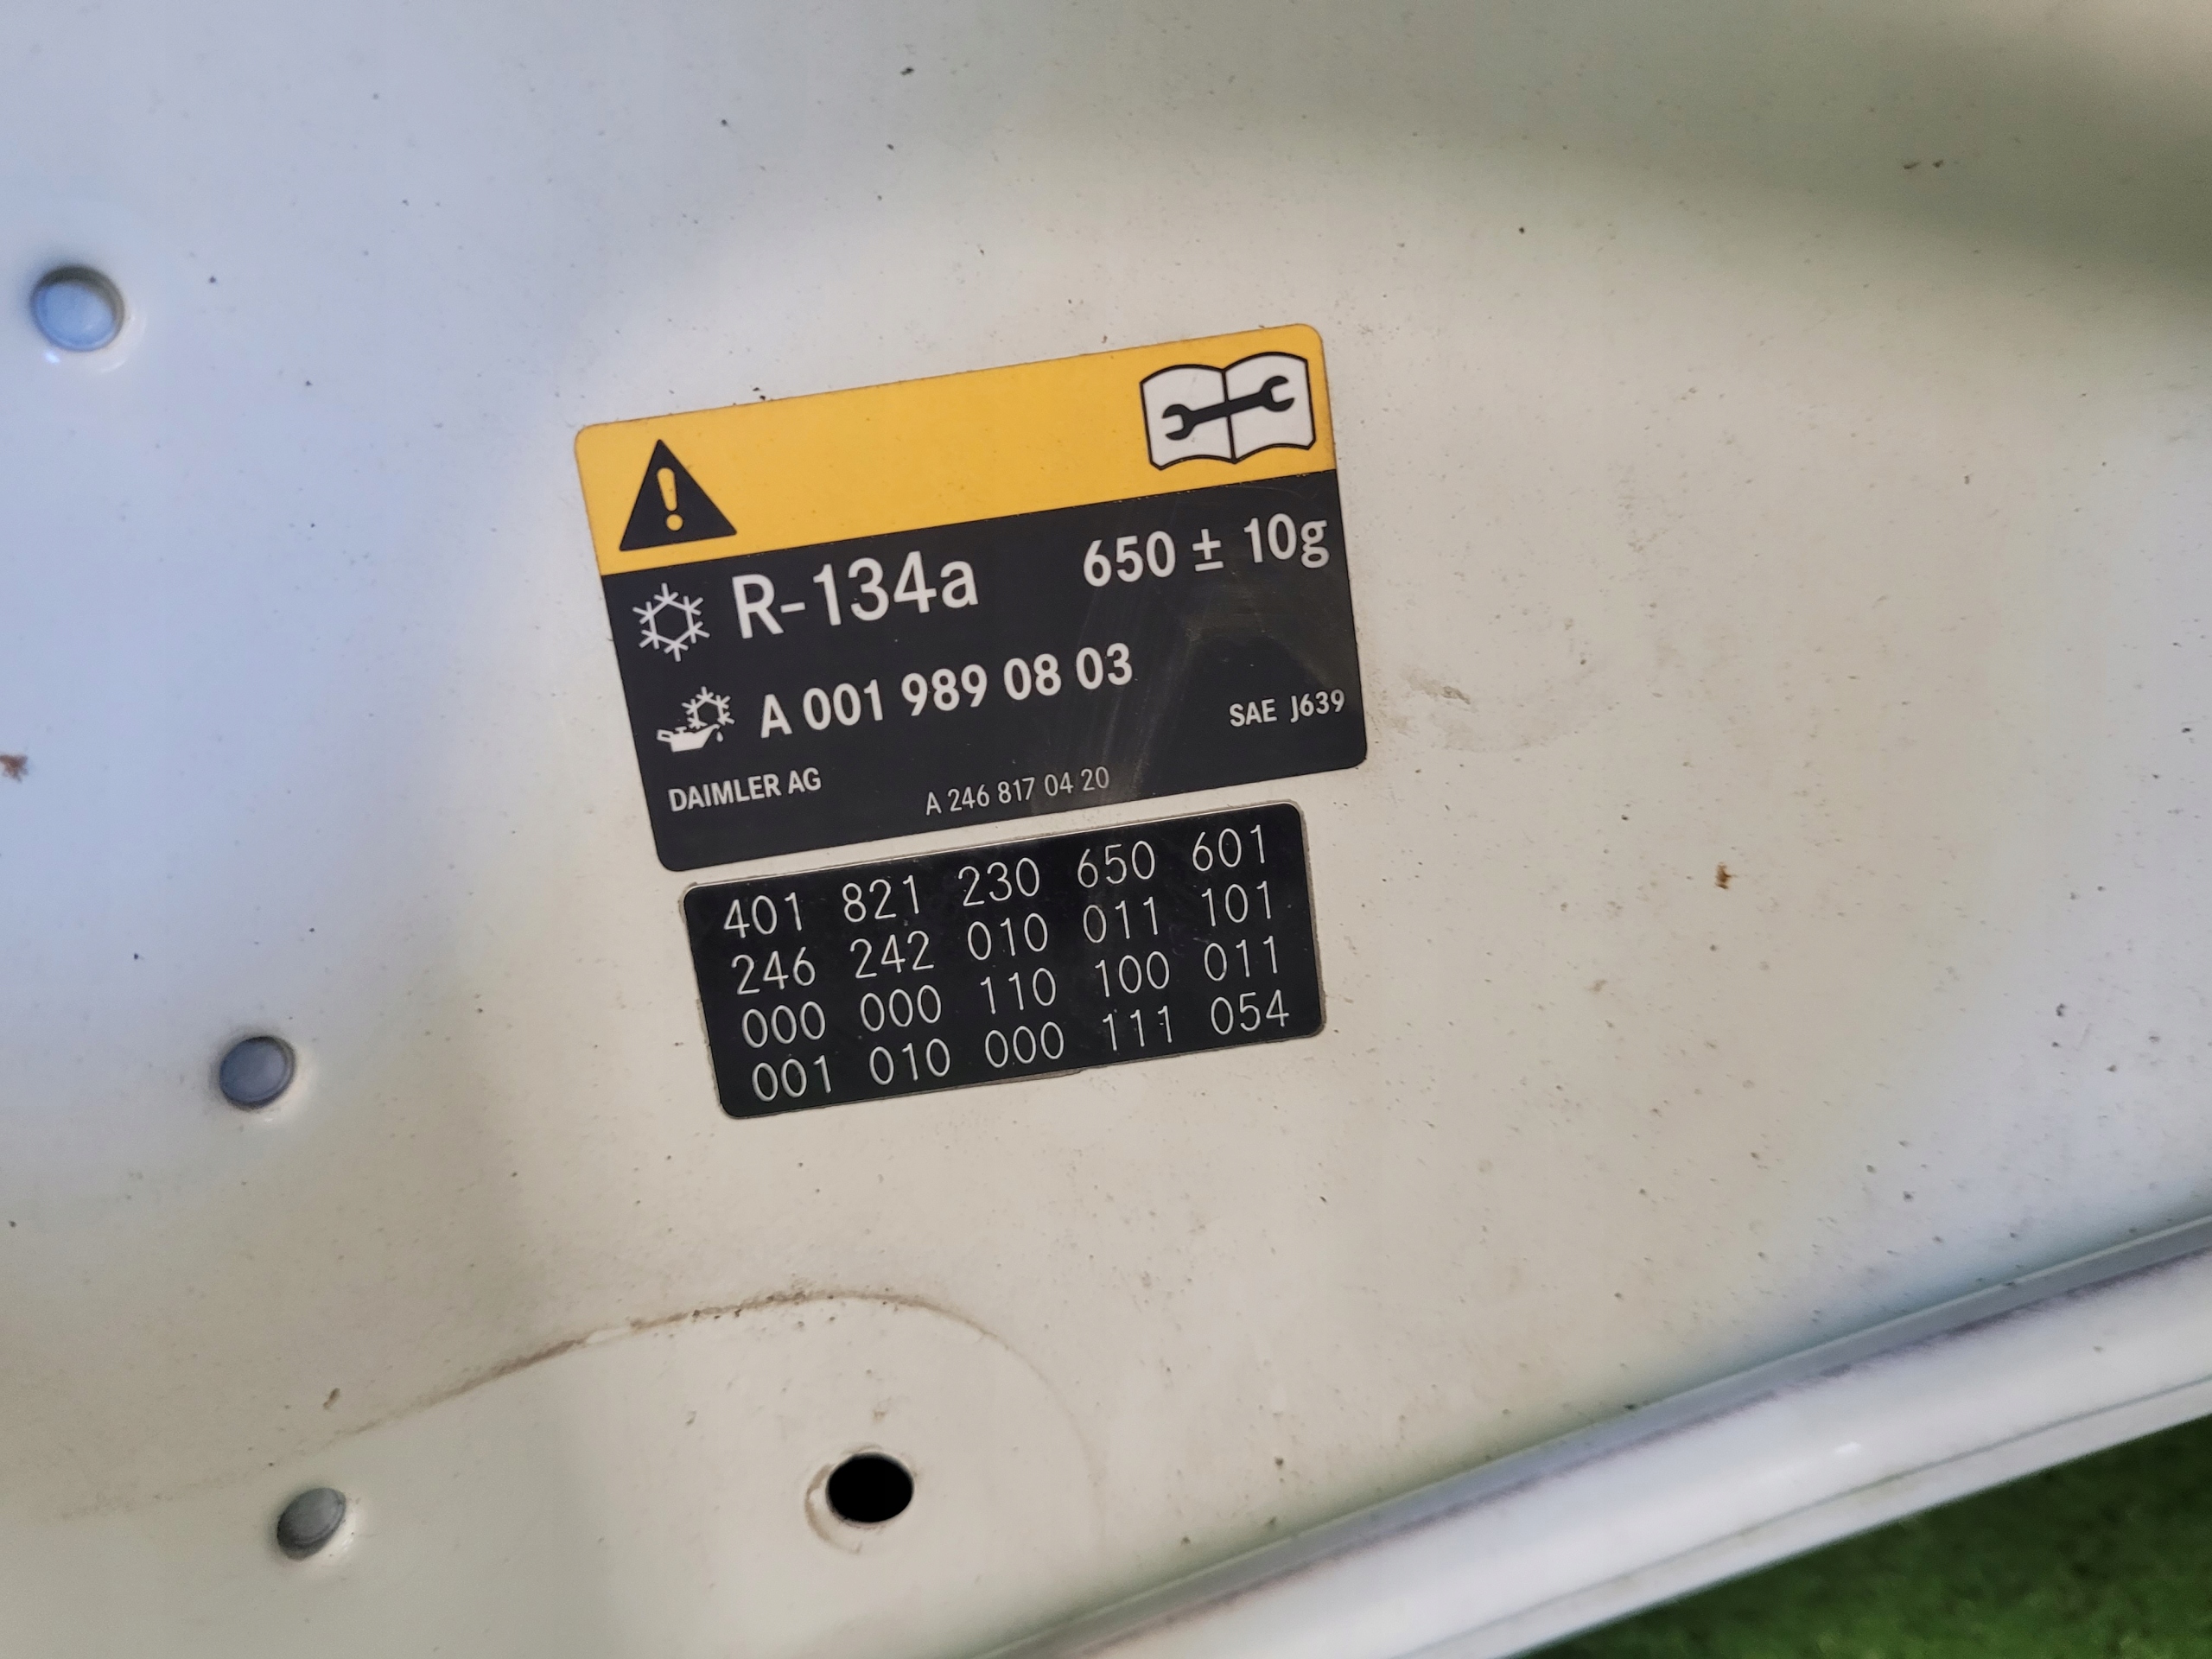 R-134a 650 ± 10g
A 001 989 08 03
SAE J639
DAIMLER AG A 246 817 04 20
401 821 230 650 601
246 242 010 011 101
000 000 110 100 011
001 010 000 111 054